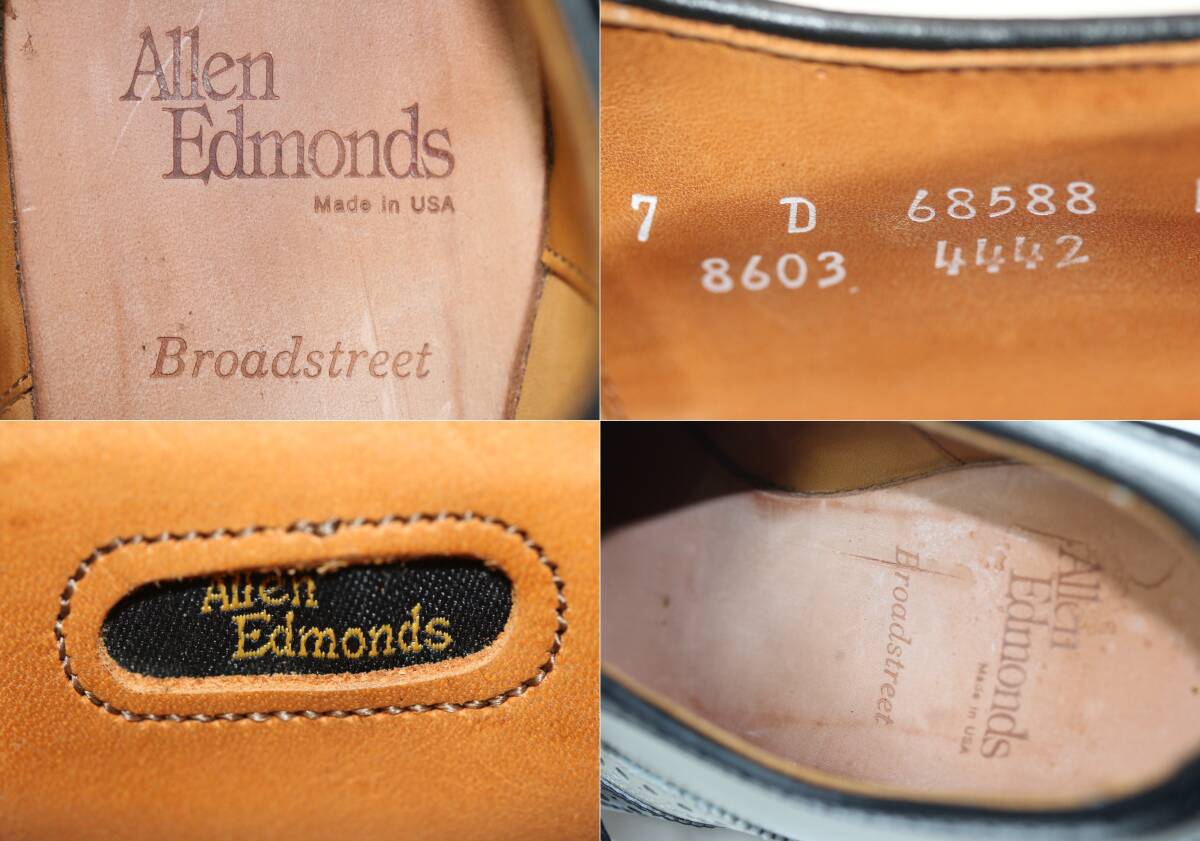 Allen
Edmonds
Made in USA
Broadstreet
7 D 68588
8603 4442
Allen
Edmonds
Broadstreet
Allen
Edmonds
Made in USA